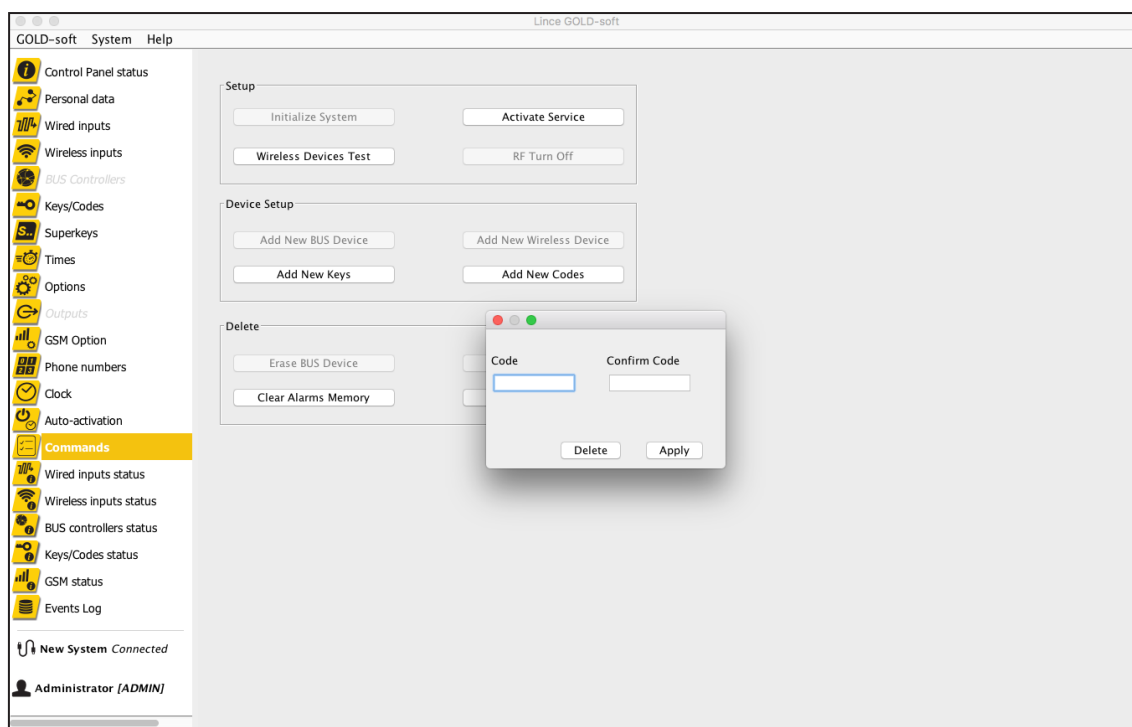 Lince GOLD-soft
GOLD-soft System Help
Control Panel status
Personal data
Wired inputs
Wireless inputs
BUS Controllers
Keys/Codes
S..
Superkeys
Times
Options
Outputs
GSM Option
Phone numbers
Clock
Auto-activation
Commands
Wired inputs status
Wireless inputs status
BUS controllers status
Keys/Codes status
GSM status
Events Log
New System Connected
Administrator [ADMIN]
Setup
Initialize System
Activate Service
Wireless Devices Test
RF Turn Off
Device Setup
Add New BUS Device
Add New Wireless Device
Add New Keys
Add New Codes
Delete
Erase BUS Device
Clear Alarms Memory
Code
Confirm Code
Delete
Apply